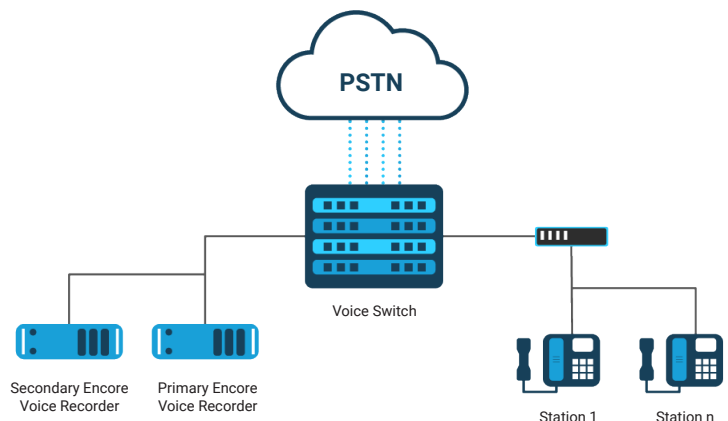 PSTN
Voice Switch
Secondary Encore
Voice Recorder
Primary Encore
Voice Recorder
Station 1
Station n